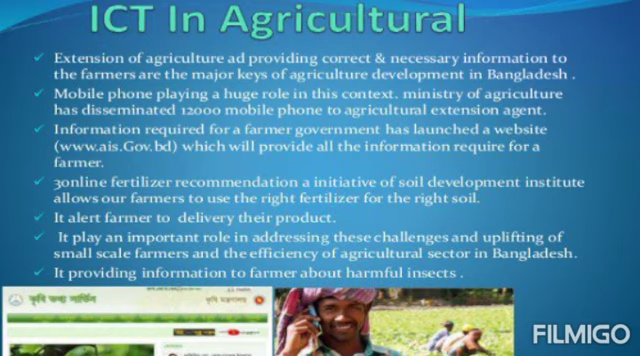 ICT In Agricultural
Extension of agriculture ad providing correct & necessary information to
the farmers are the major keys of agriculture development in Bangladesh .
Mobile phone playing a huge role in this context. ministry of agriculture
has disseminated 12000 mobile phone to agricultural extension agent.
Information required for a farmer government has launched a website
(www.ais.Gov.bd) which will provide all the information require for a
farmer.
3online fertilizer recommendation a initiative of soil development institute
allows our farmers to use the right fertilizer for the right soil.
It alert farmer to delivery their product.
It play an important role in addressing these challenges and uplifting of
small scale farmers and the efficiency of agricultural sector in Bangladesh.
It providing information to farmer about harmful insects .
কৃষি তথ্য সার্ভিস
কৃষি মন্ত্রণালয়
FILMIGO